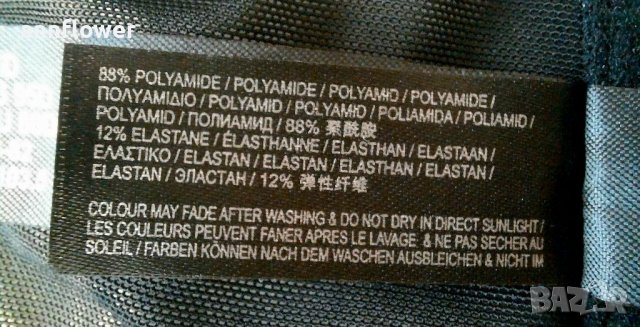 sunflower
88% POLYAMIDE / POLYAMIDE / POLYAMID / POLYAMIDE /
ΠΟΛΥΑΜΙΔΙΟ / POLYAMID / POLYAMID / POLIAMIDA / POLIAMID /
POLYAMID / ПОЛИАМИД / 88% 聚酰胺
12% ELASTANE / ÉLASTHANNE / ELASTHAN / ELASTAAN /
ΕΛΑΣΤΙΚΟ / ELASTAN / ELASTAN / ELASTHAN / ELASTAN /
ELASTAN / ЭЛАСТАН / 12% 弹性纤维
COLOUR MAY FADE AFTER WASHING & DO NOT DRY IN DIRECT SUNLIGHT /
LES COULEURS PEUVENT FANER APRES LE LAVAGE & NE PAS SECHER AU
SOLEIL / FARBEN KÖNNEN NACH DEM WASCHEN AUSBLEICHEN & NICHT IM
BAZAR